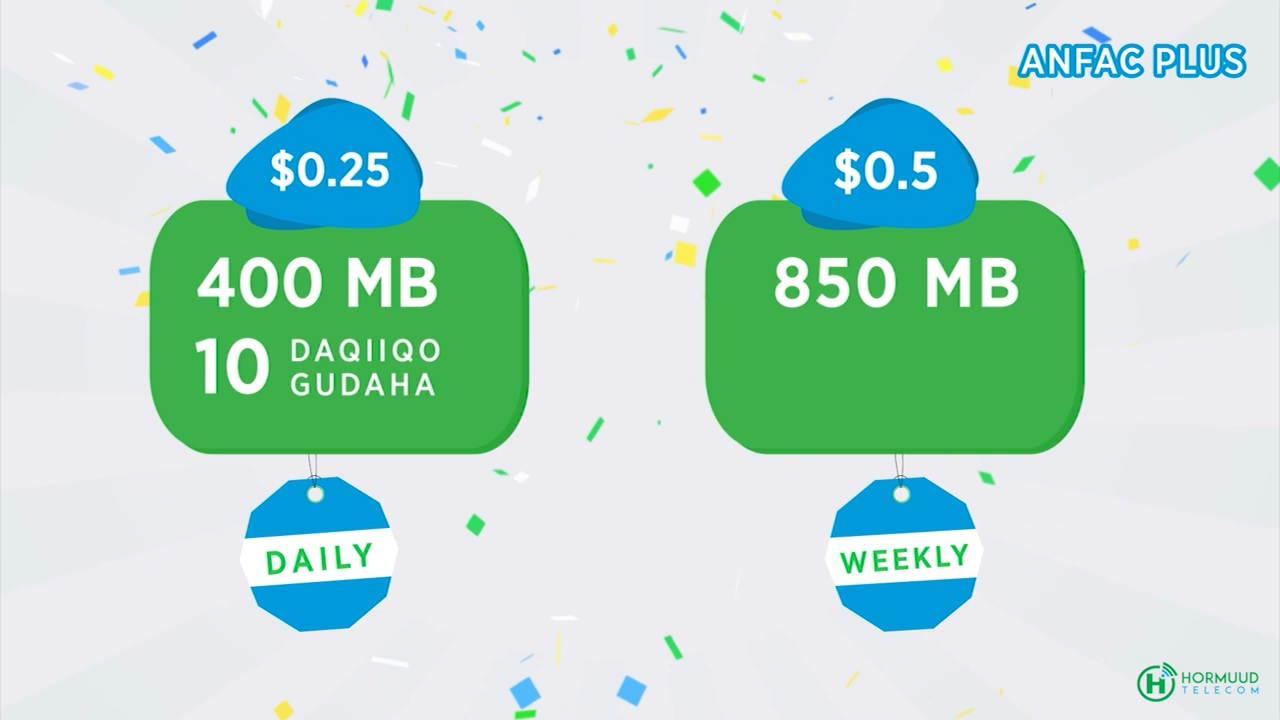 ANFAC PLUS
$0.25
400 MB
10 DAQIIQO
GUDAHA
DAILY
$0.5
850 MB
WEEKLY
HORMUUD
TELECOM